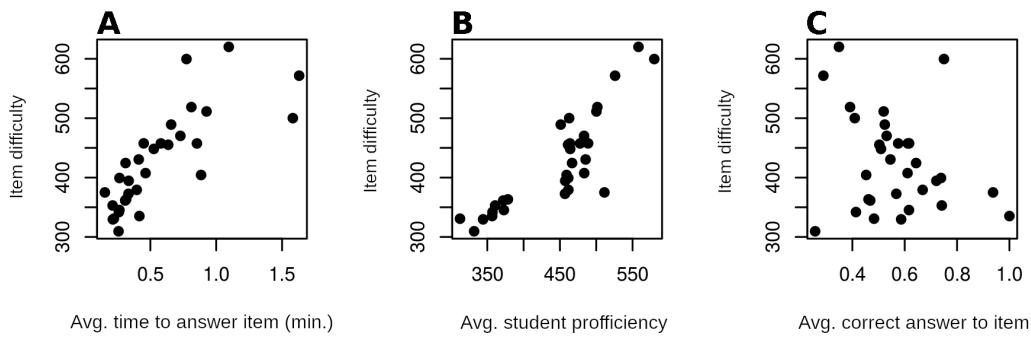 A
B
C
Item difficulty
300
400
500
600
0.5
1.0
1.5
Avg. time to answer item (min.)
Item difficulty
300
400
500
600
350
450
550
Avg. student profficiency
Item difficulty
300
400
500
600
0.4
0.6
0.8
1.0
Avg. correct answer to item